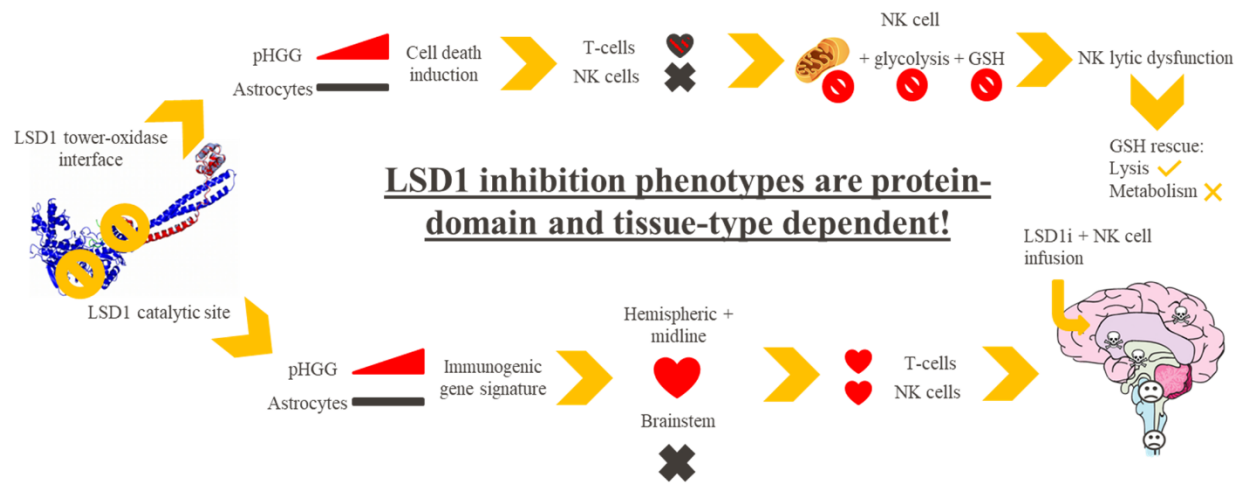 pHGG
Astrocytes
Cell death
induction
T-cells
NK cells
NK cell
+ glycolysis + GSH
NK lytic dysfunction
GSH rescue:
Lysis
Metabolism
LSD1 tower-oxidase
interface
LSD1 inhibition phenotypes are protein-
domain and tissue-type dependent!
LSD1 catalytic site
pHGG
Astrocytes
Immunogenic
gene signature
Hemispheric +
midline
Brainstem
T-cells
NK cells
LSD1i + NK cell
infusion